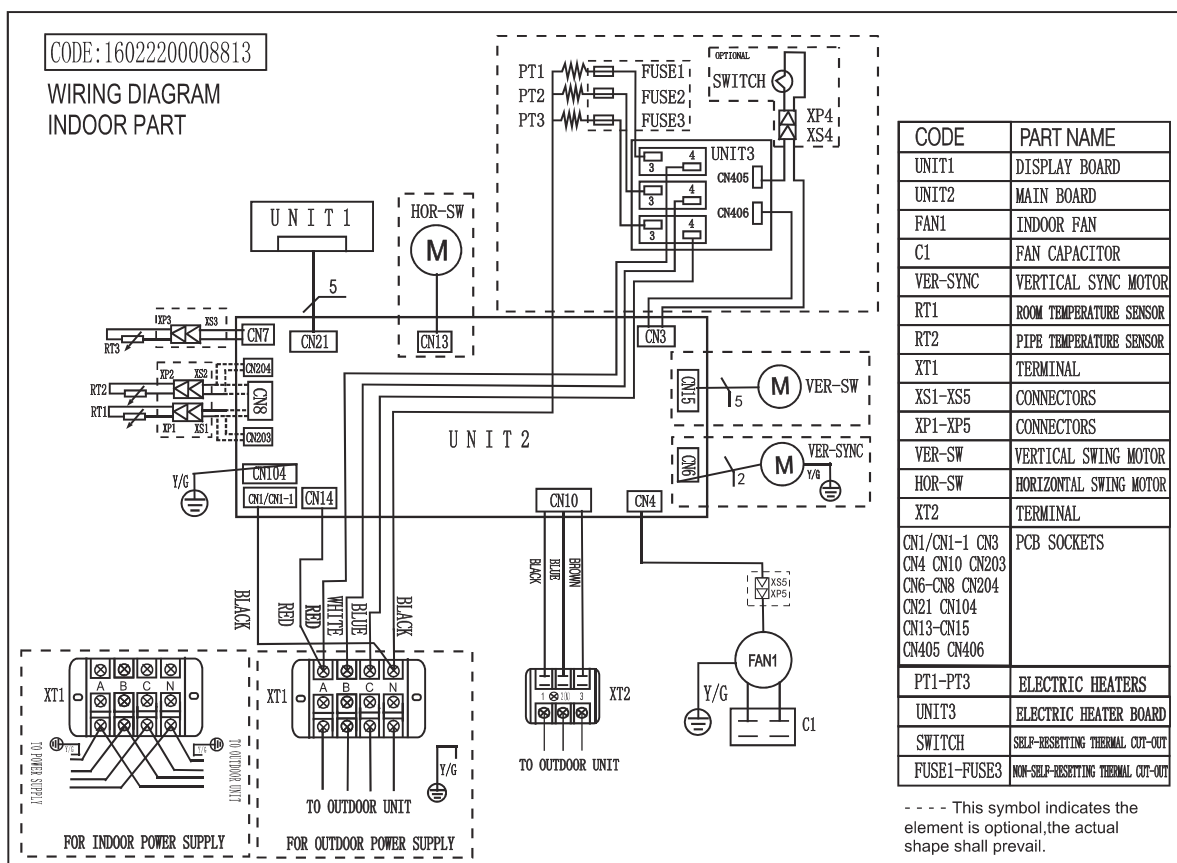 CODE:16022200008813
WIRING DIAGRAM
INDOOR PART
PT1
PT2
PT3
FUSE1
FUSE2
FUSE3
OPTIONAL
SWITCH
XP4
XS4
UNIT3
3
4
3
4
3
4
CN405
CN406
UNIT1
5
HOR-SW
M
XP3
XS3
RT3
CN7
CN21
CN13
CN3
XP2
XS2
RT2
RT1
XP1
XS1
CN204
CN8
CN203
UNIT2
CN15
5
M
VER-SW
CN6
2
M
VER-SYNC
Y/G
Y/G
CN104
CN1/CN1-1
CN14
CN10
CN4
BLACK
RED
RED
WHITE
BLUE
BLACK
BLACK
BLUE
BROWN
XS5
XP5
FAN1
Y/G
C1
XT1
A B C N
Y/G
Y/G
TO POWER SUPPLY
TO OUTDOOR UNIT
FOR INDOOR POWER SUPPLY
XT1
A B C N
Y/G
TO OUTDOOR UNIT
FOR OUTDOOR POWER SUPPLY
1 2(N) 3
XT2
TO OUTDOOR UNIT
CODE PART NAME
UNIT1 DISPLAY BOARD
UNIT2 MAIN BOARD
FAN1 INDOOR FAN
C1 FAN CAPACITOR
VER-SYNC VERTICAL SYNC MOTOR
RT1 ROOM TEMPERATURE SENSOR
RT2 PIPE TEMPERATURE SENSOR
XT1 TERMINAL
XS1-XS5 CONNECTORS
XP1-XP5 CONNECTORS
VER-SW VERTICAL SWING MOTOR
HOR-SW HORIZONTAL SWING MOTOR
XT2 TERMINAL
CN1/CN1-1 CN3 PCB SOCKETS
CN4 CN10 CN203
CN6-CN8 CN204
CN21 CN104
CN13-CN15
CN405 CN406
PT1-PT3 ELECTRIC HEATERS
UNIT3 ELECTRIC HEATER BOARD
SWITCH SELF-RESETTING THERMAL CUT-OUT
FUSE1-FUSE3 NON-SELF-RESETTING THERMAL CUT-OUT
- - - - This symbol indicates the
element is optional,the actual
shape shall prevail.